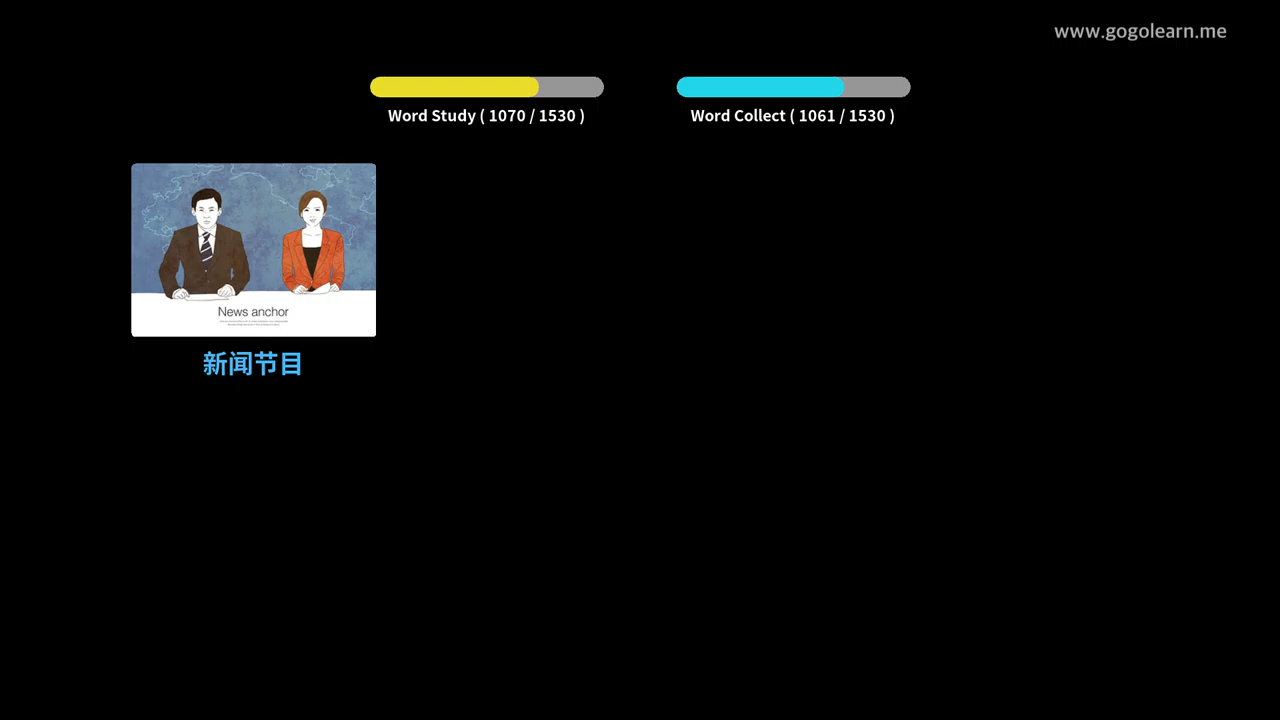 www.gogolearn.me
Word Study ( 1070 / 1530 )
Word Collect ( 1061 / 1530 )
News anchor
新闻节目